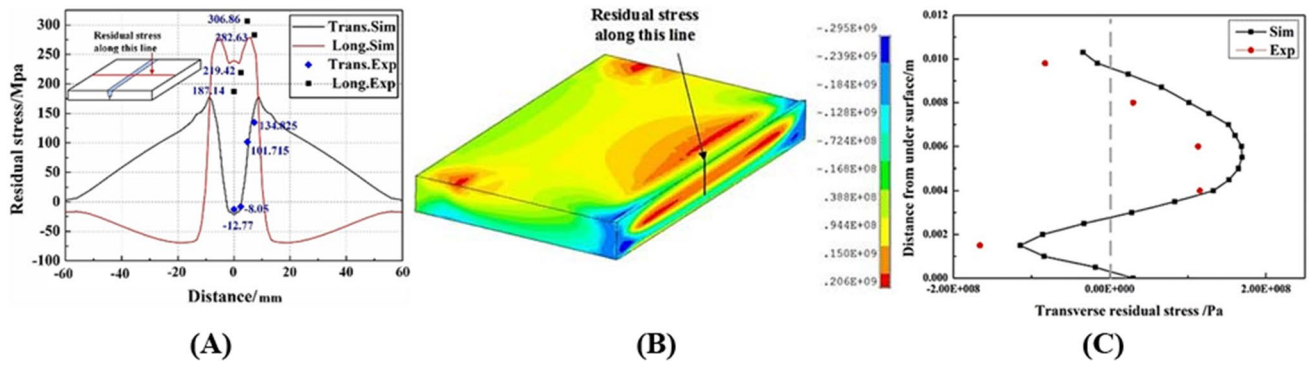 300
250
200
150
100
50
0
-50
-100
-60
-40
-20
0
20
40
60
Residual stress/Mpa
Distance/mm
Residual stress
along this line
Trans.Sim
Long.Sim
Trans.Exp
Long.Exp
306.86
282.63
219.42
187.14
134.825
101.715
-8.05
-12.77
(A)
Residual stress
along this line
-.295E+09
-.239E+09
-.184E+09
-.128E+09
-.724E+08
-.168E+08
.388E+08
.944E+08
.150E+09
.206E+09
(B)
0.012
0.010
0.008
0.006
0.004
0.002
0.000
-2.00E+008
0.00E+000
2.00E+008
Distance from under surface/m
Transverse residual stress /Pa
Sim
Exp
(C)